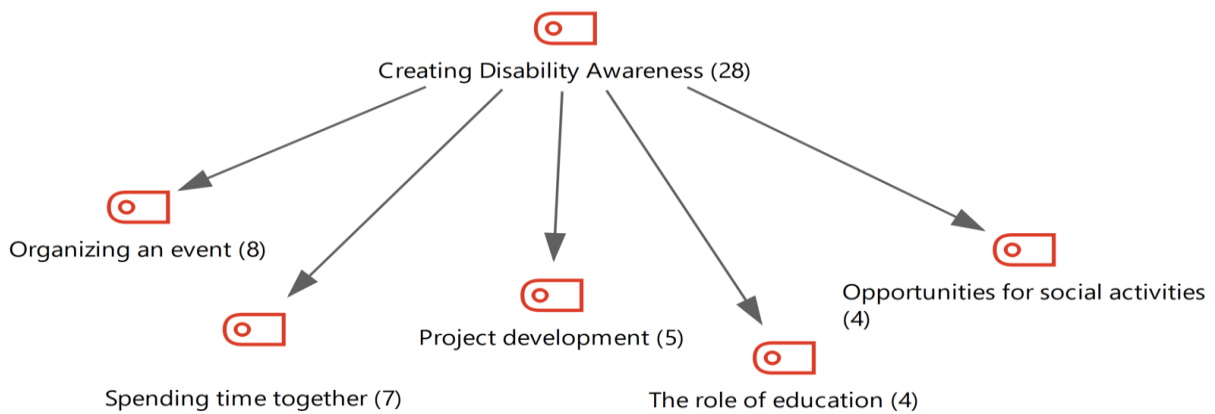 Creating Disability Awareness (28)
Organizing an event (8)
Opportunities for social activities
(4)
Project development (5)
Spending time together (7)
The role of education (4)